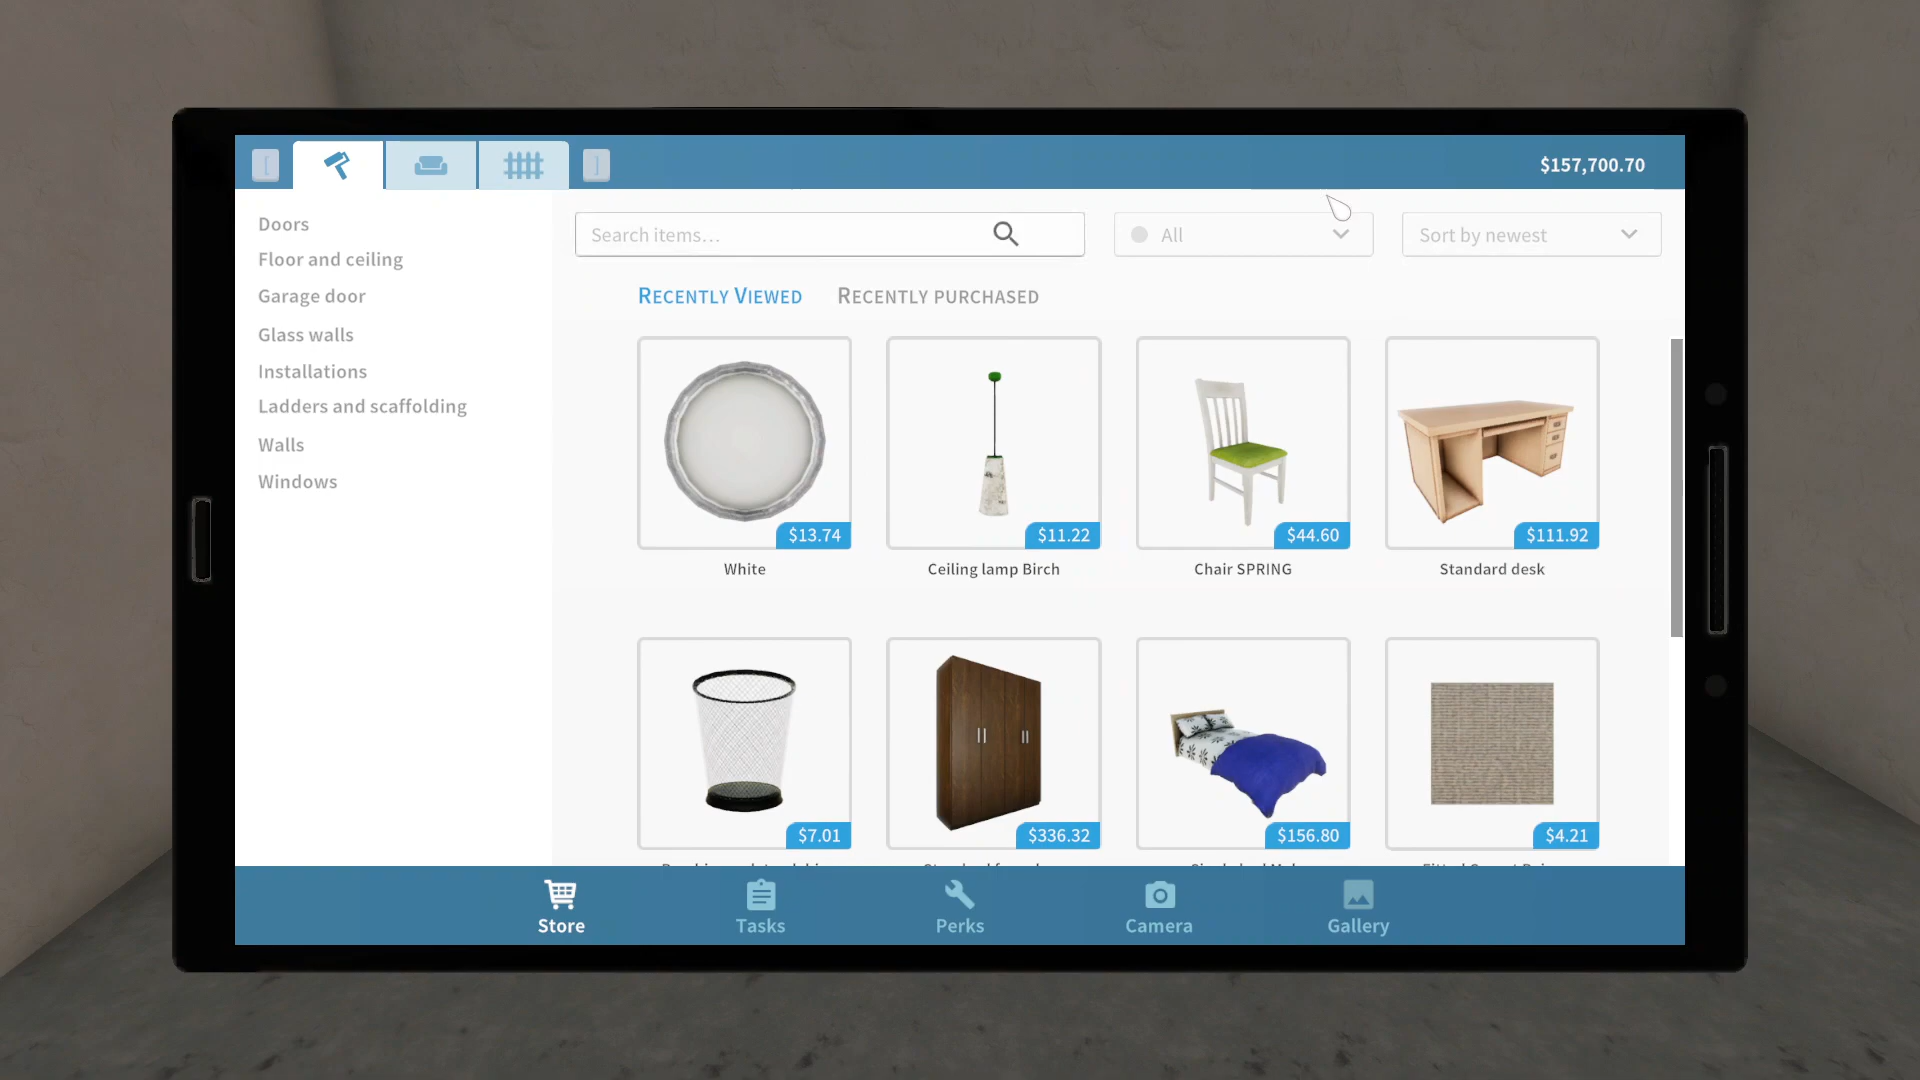 [
]
$157,700.70
Doors
Floor and ceiling
Garage door
Glass walls
Installations
Ladders and scaffolding
Walls
Windows
Search items...
All
Sort by newest
RECENTLY VIEWED
RECENTLY PURCHASED
$13.74
$11.22
$44.60
$111.92
White
Ceiling lamp Birch
Chair SPRING
Standard desk
$7.01
$336.32
$156.80
$4.21
Store
Tasks
Perks
Camera
Gallery